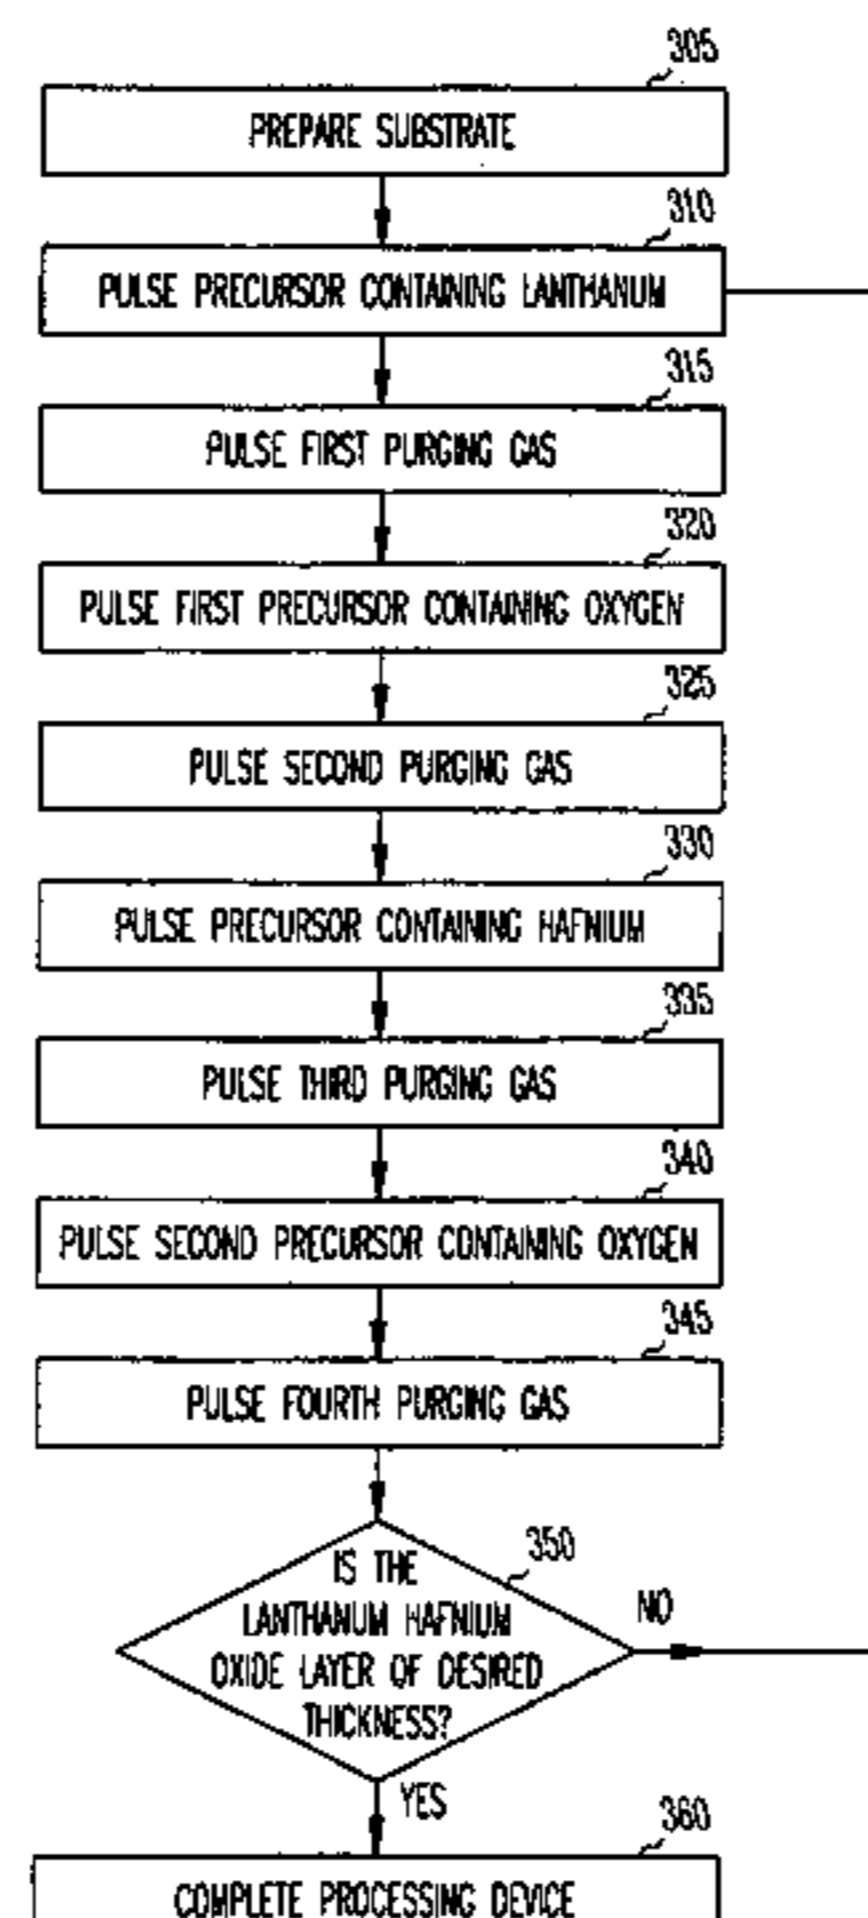 305
PREPARE SUBSTRATE
310
PULSE PRECURSOR CONTAINING LANTHANUM
315
PULSE FIRST PURGING GAS
320
PULSE FIRST PRECURSOR CONTAINING OXYGEN
325
PULSE SECOND PURGING GAS
330
PULSE PRECURSOR CONTAINING HAFNIUM
335
PULSE THIRD PURGING GAS
340
PULSE SECOND PRECURSOR CONTAINING OXYGEN
345
PULSE FOURTH PURGING GAS
350
IS THE
LANTHANUM HAFNIUM
OXIDE LAYER OF DESIRED
THICKNESS?
NO
YES
360
COMPLETE PROCESSING DEVICE